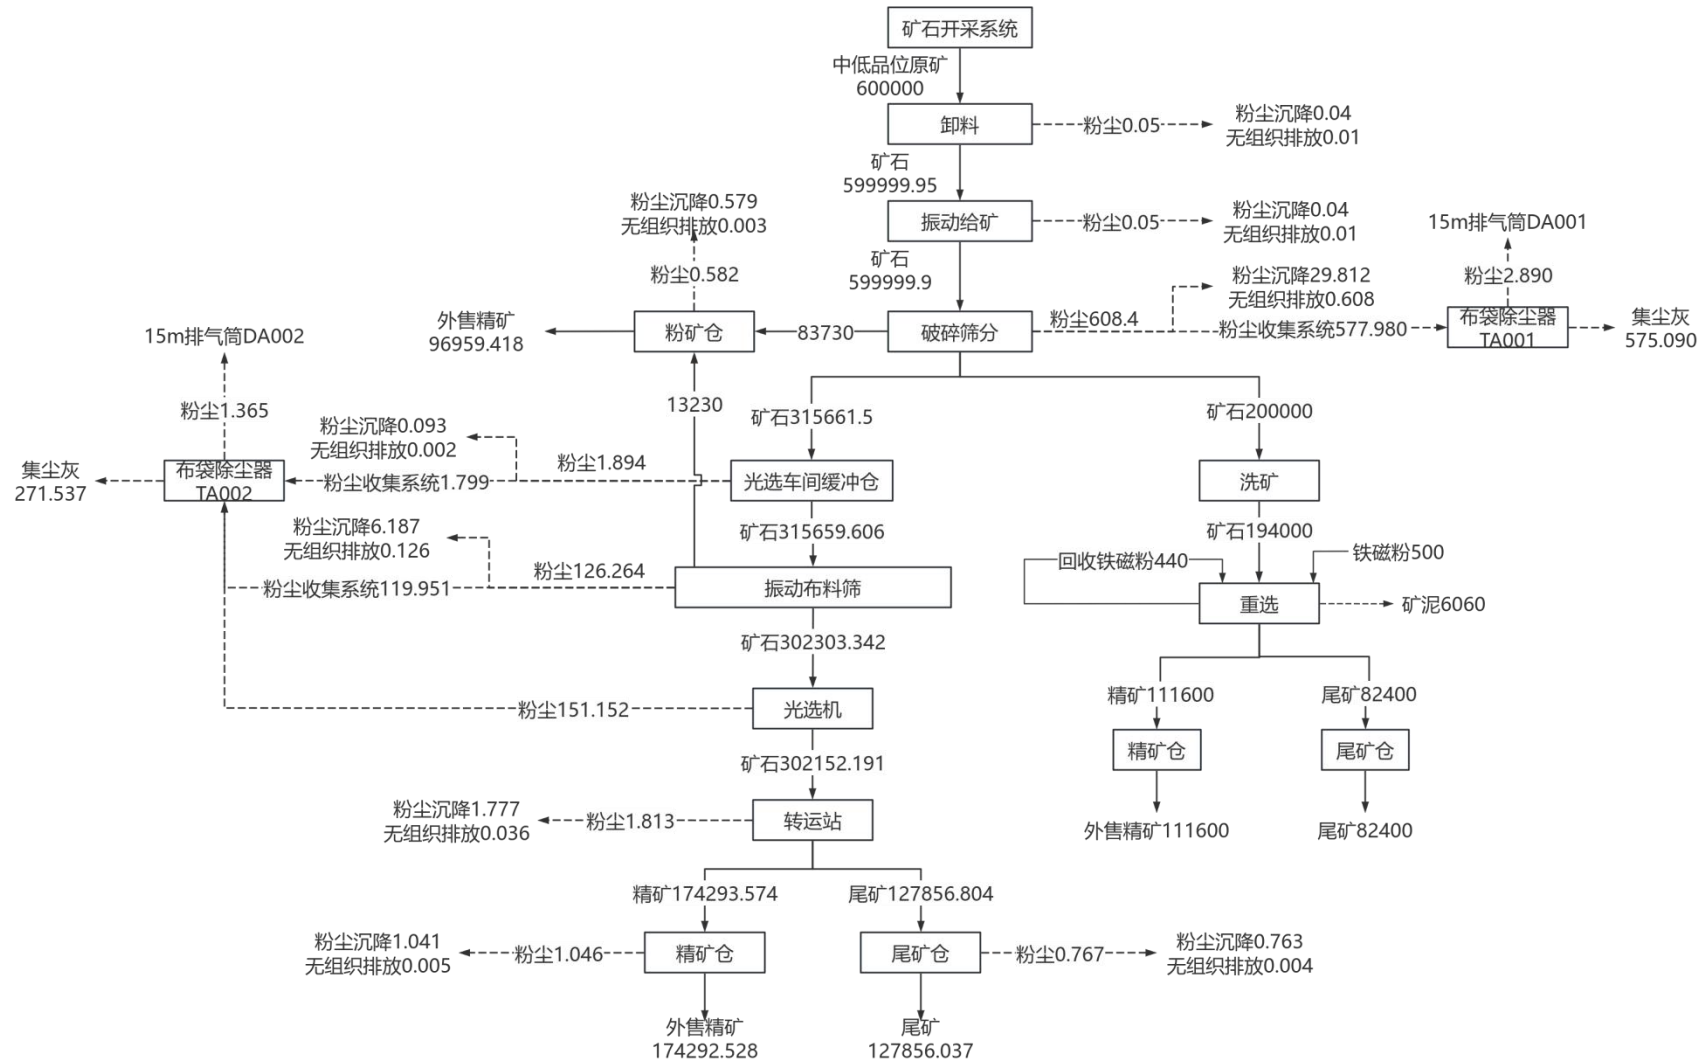 矿石开采系统
中低品位原矿
600000
卸料
粉尘0.05
粉尘沉降0.04
无组织排放0.01
矿石
599999.95
振动给矿
粉尘0.05
粉尘沉降0.04
无组织排放0.01
矿石
599999.9
粉尘沉降0.579
无组织排放0.003
粉尘0.582
外售精矿
96959.418
粉矿仓
83730
破碎筛分
粉尘608.4
粉尘沉降29.812
无组织排放0.608
粉尘收集系统577.980
15m排气筒DA001
粉尘2.890
布袋除尘器
TA001
集尘灰
575.090
15m排气筒DA002
粉尘1.365
13230
矿石315661.5
矿石200000
集尘灰
271.537
布袋除尘器
TA002
粉尘沉降0.093
无组织排放0.002
粉尘收集系统1.799
粉尘1.894
光选车间缓冲仓
洗矿
矿石315659.606
矿石194000
粉尘沉降6.187
无组织排放0.126
粉尘收集系统119.951
粉尘126.264
振动布料筛
回收铁磁粉440
铁磁粉500
重选
矿泥6060
矿石302303.342
粉尘151.152
光选机
精矿111600
尾矿82400
精矿仓
尾矿仓
矿石302152.191
粉尘沉降1.777
无组织排放0.036
粉尘1.813
转运站
外售精矿111600
尾矿82400
精矿174293.574
尾矿127856.804
粉尘沉降1.041
无组织排放0.005
粉尘1.046
精矿仓
尾矿仓
粉尘0.767
粉尘沉降0.763
无组织排放0.004
外售精矿
174292.528
尾矿
127856.037